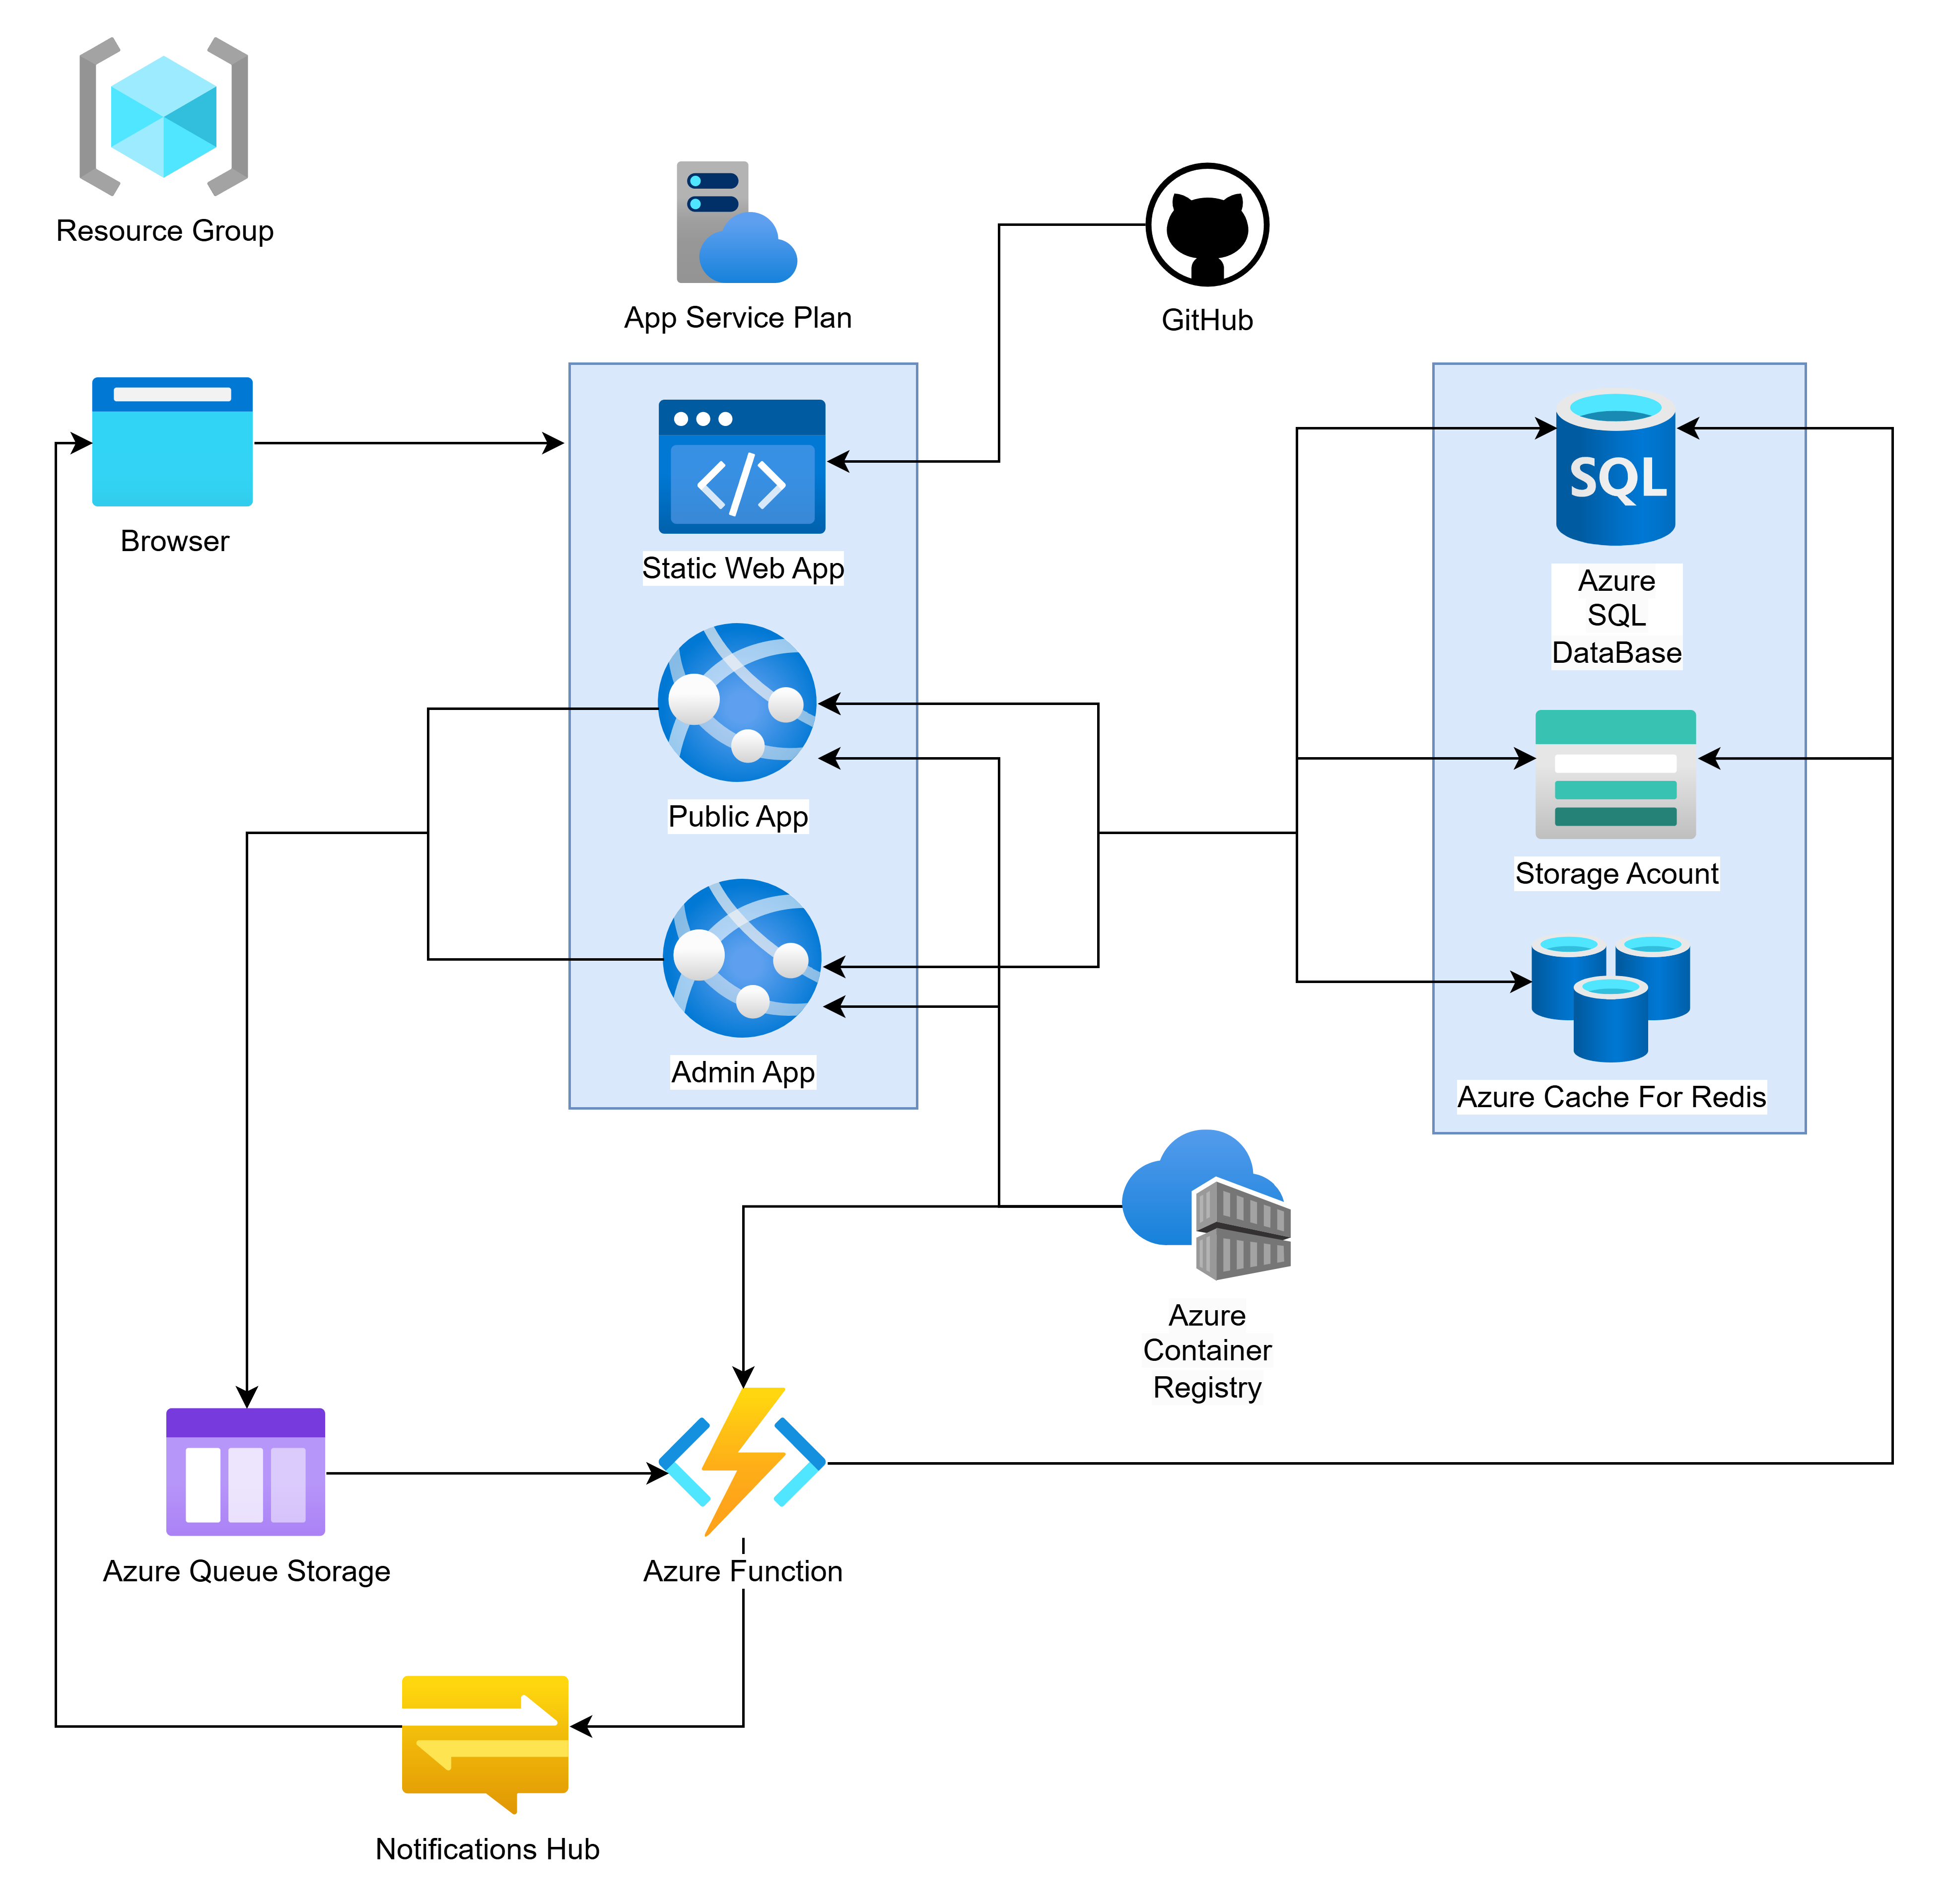 Resource Group
App Service Plan
GitHub
Browser
Static Web App
SQL
Azure
SQL
DataBase
Public App
Storage Acount
Admin App
Azure Cache For Redis
Azure
Container
Registry
Azure Queue Storage
Azure Function
Notifications Hub